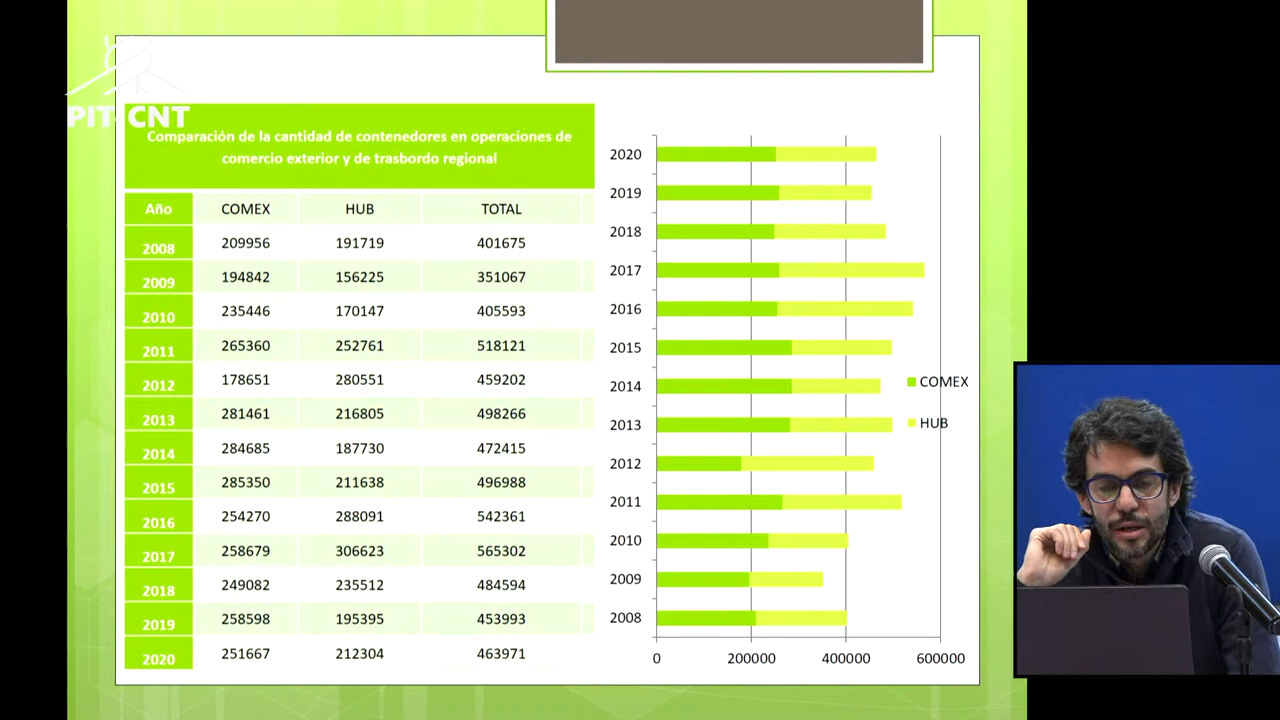 PIT-CNT
Comparación de la cantidad de contenedores en operaciones de
comercio exterior y de trasbordo regional
Año COMEX HUB TOTAL
2008 209956 191719 401675
2009 194842 156225 351067
2010 235446 170147 405593
2011 265360 252761 518121
2012 178651 280551 459202
2013 281461 216805 498266
2014 284685 187730 472415
2015 285350 211638 496988
2016 254270 288091 542361
2017 258679 306623 565302
2018 249082 235512 484594
2019 258598 195395 453993
2020 251667 212304 463971
2020
2019
2018
2017
2016
2015
2014
2013
2012
2011
2010
2009
2008
0 200000 400000 600000
COMEX
HUB